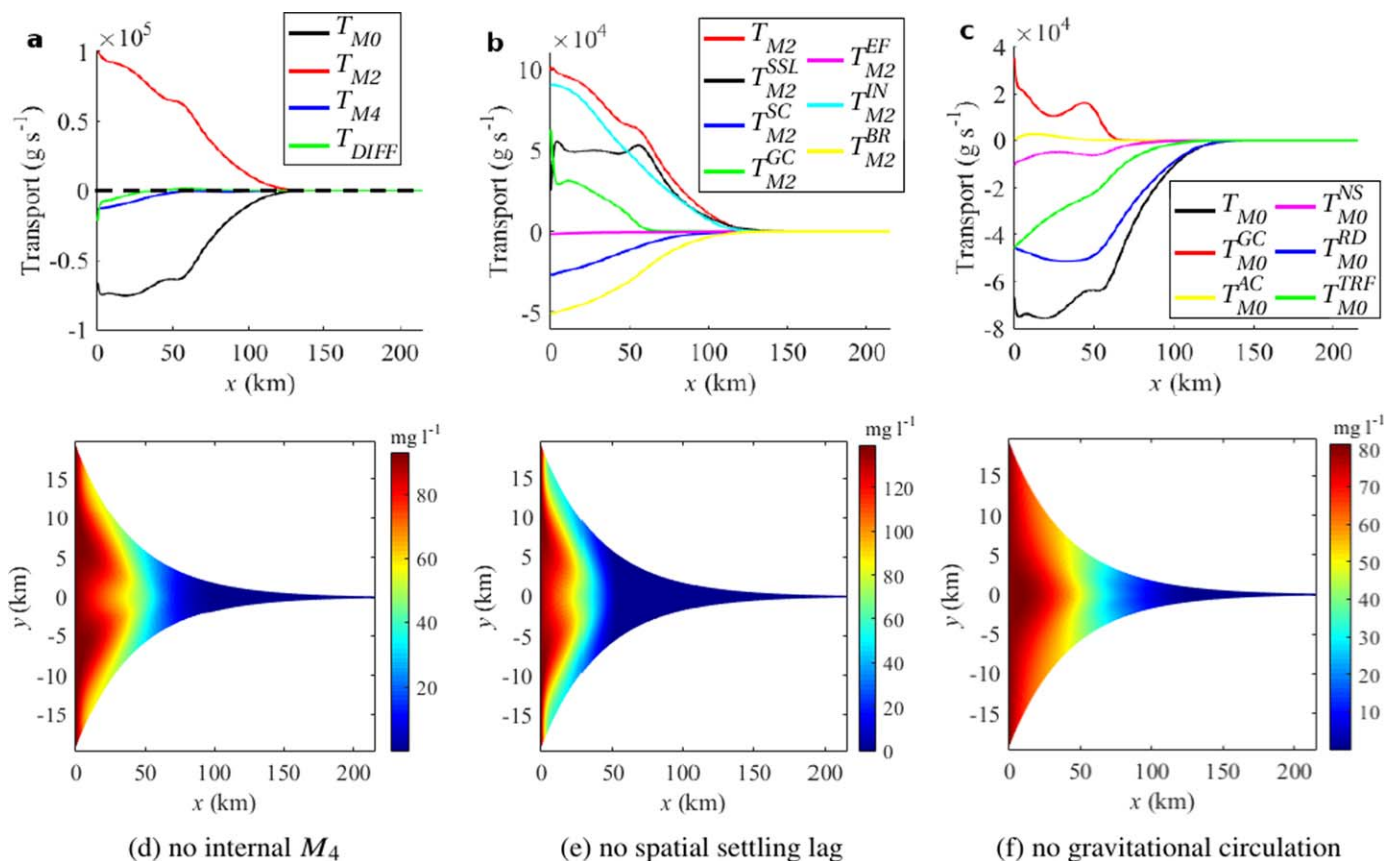 a
×10^5
1
0.5
0
-0.5
-1
Transport (g s^-1)
0 50 100 150 200
x (km)
T_M0
T_M2
T_M4
T_DIFF
b
×10^4
10
5
0
-5
Transport (g s^-1)
0 50 100 150 200
x (km)
T_M2
T_M2^SSL
T_M2^SC
T_M2^GC
T_M2^EF
T_M2^IN
T_M2^BR
c
×10^4
4
2
0
-2
-4
-6
-8
Transport (g s^-1)
0 50 100 150 200
x (km)
T_M0
T_M0^GC
T_M0^AC
T_M0^NS
T_M0^RD
T_M0^TRF
mg l^-1
80
60
40
20
15
10
5
0
-5
-10
-15
y (km)
0 50 100 150 200
x (km)
(d) no internal M_4
mg l^-1
120
100
80
60
40
20
0
15
10
5
0
-5
-10
-15
y (km)
0 50 100 150 200
x (km)
(e) no spatial settling lag
mg l^-1
80
70
60
50
40
30
20
10
15
10
5
0
-5
-10
-15
y (km)
0 50 100 150 200
x (km)
(f) no gravitational circulation